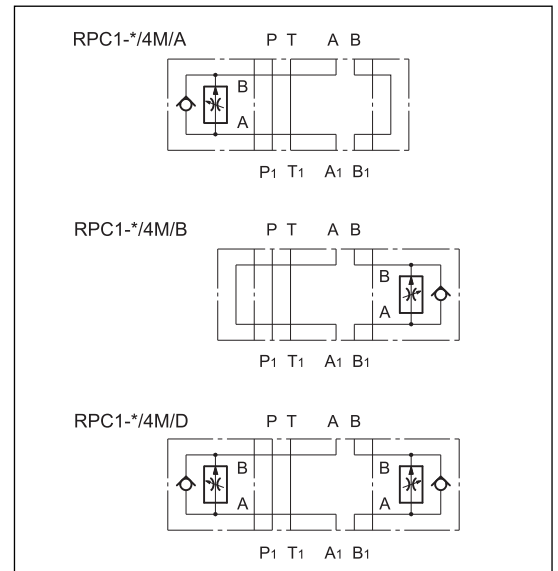 RPC1-*/4M/A P T A B
B
A
P1 T1 A1 B1
RPC1-*/4M/B P T A B
B
A
P1 T1 A1 B1
RPC1-*/4M/D P T A B
B B
A A
P1 T1 A1 B1